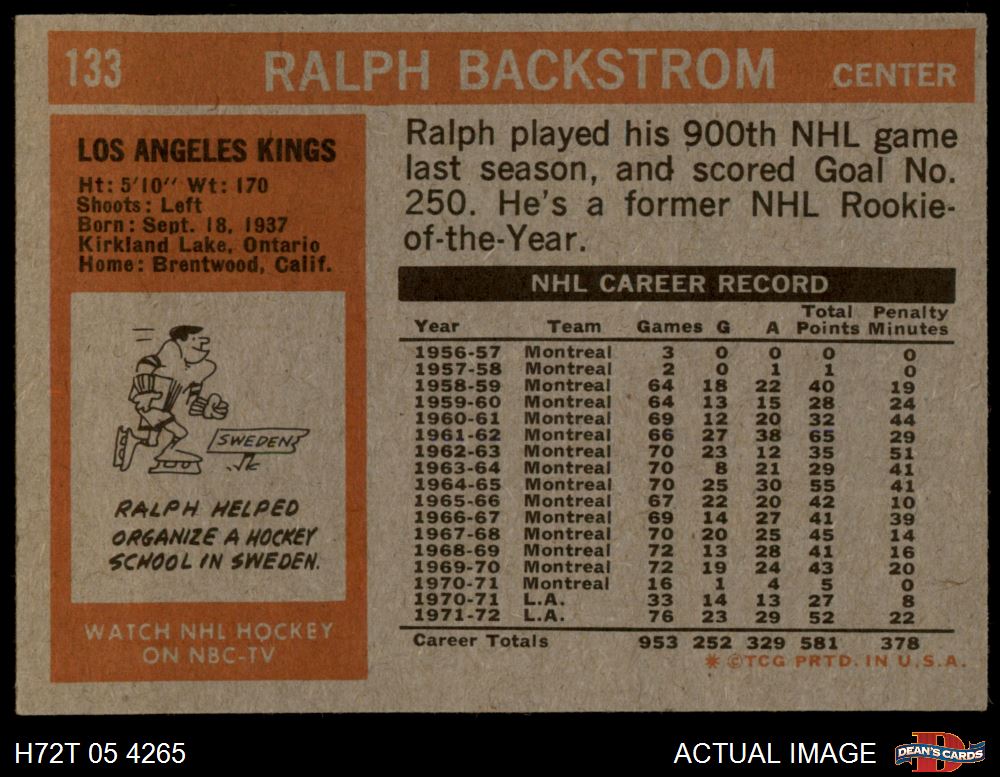 133 RALPH BACKSTROM CENTER
LOS ANGELES KINGS
Ht: 5'10" Wt: 170
Shoots: Left
Born: Sept. 18, 1937
Kirkland Lake, Ontario
Home: Brentwood, Calif.
SWEDEN
RALPH HELPED
ORGANIZE A HOCKEY
SCHOOL IN SWEDEN.
WATCH NHL HOCKEY
ON NBC-TV
Ralph played his 900th NHL game
last season, and scored Goal No.
250. He's a former NHL Rookie-
of-the-Year.
NHL CAREER RECORD
Year Team Games G A Total Points Penalty Minutes
1956-57 Montreal 3 0 0 0 0
1957-58 Montreal 2 0 1 1 0
1958-59 Montreal 64 18 22 40 19
1959-60 Montreal 64 13 15 28 24
1960-61 Montreal 69 12 20 32 44
1961-62 Montreal 66 27 38 65 29
1962-63 Montreal 70 23 12 35 51
1963-64 Montreal 70 8 21 29 41
1964-65 Montreal 70 25 30 55 41
1965-66 Montreal 67 22 20 42 10
1966-67 Montreal 69 14 27 41 39
1967-68 Montreal 70 20 25 45 14
1968-69 Montreal 72 13 28 41 16
1969-70 Montreal 72 19 24 43 20
1970-71 Montreal 16 1 4 5 0
1970-71 L.A. 33 14 13 27 8
1971-72 L.A. 76 23 29 52 22
Career Totals 953 252 329 581 378
* ©TCG PRTD. IN U.S.A.
H72T 05 4265
ACTUAL IMAGE
D
DEAN'S CARDS